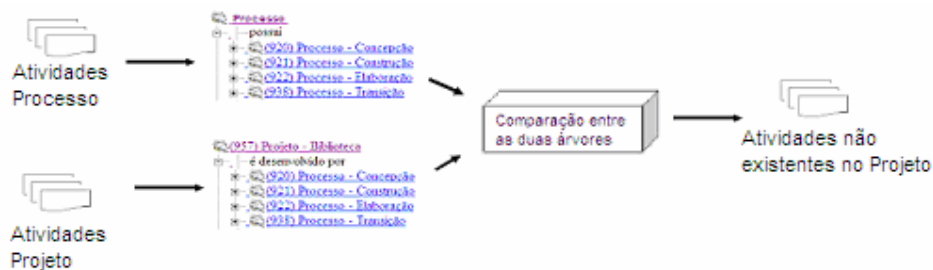 Atividades
Processo
Processo
possui
(920) Processo - Concepção
(921) Processo - Construção
(922) Processo - Elaboração
(938) Processo - Transição
Atividades
Projeto
(957) Projeto - Biblioteca
é desenvolvido por
(920) Processo - Concepção
(921) Processo - Construção
(922) Processo - Elaboração
(938) Processo - Transição
Comparação entre
as duas árvores
Atividades não
existentes no Projeto